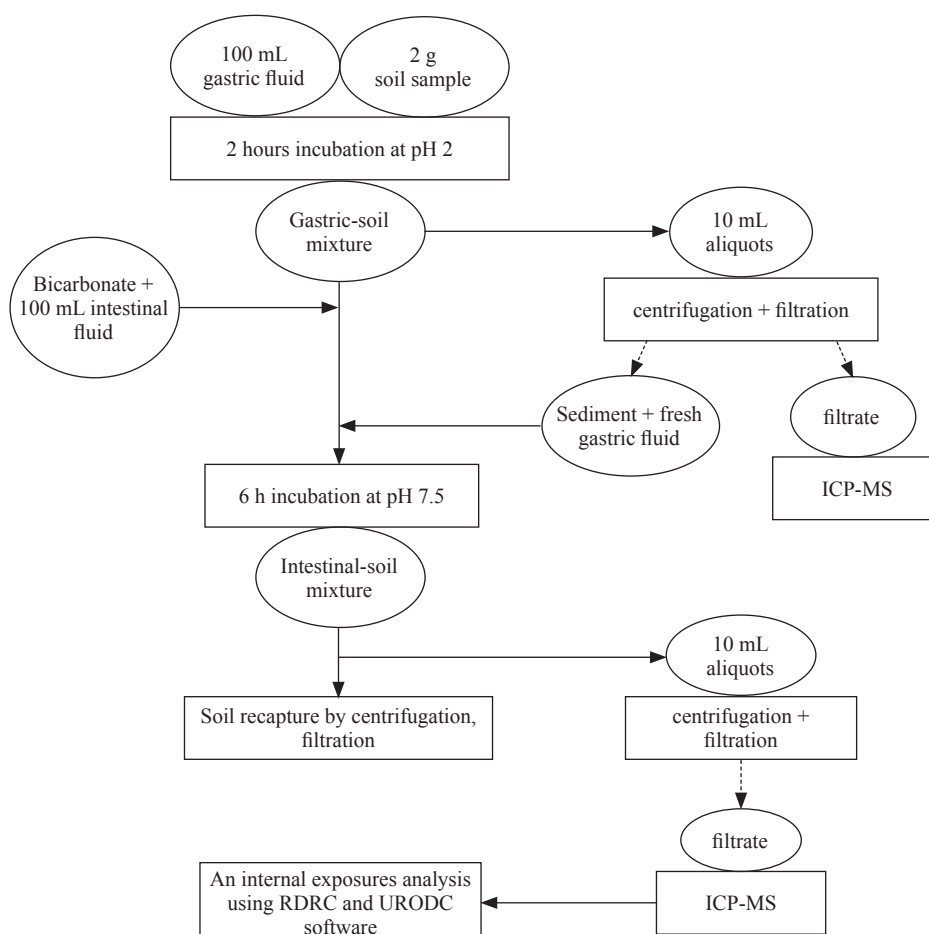 100 mL
gastric fluid
2 g
soil sample
2 hours incubation at pH 2
Gastric-soil
mixture
10 mL
aliquots
Bicarbonate +
100 mL intestinal
fluid
centrifugation + filtration
Sediment + fresh
gastric fluid
filtrate
ICP-MS
6 h incubation at pH 7.5
Intestinal-soil
mixture
10 mL
aliquots
Soil recapture by centrifugation,
filtration
centrifugation +
filtration
filtrate
ICP-MS
An internal exposures analysis
using RDRC and URODC
software